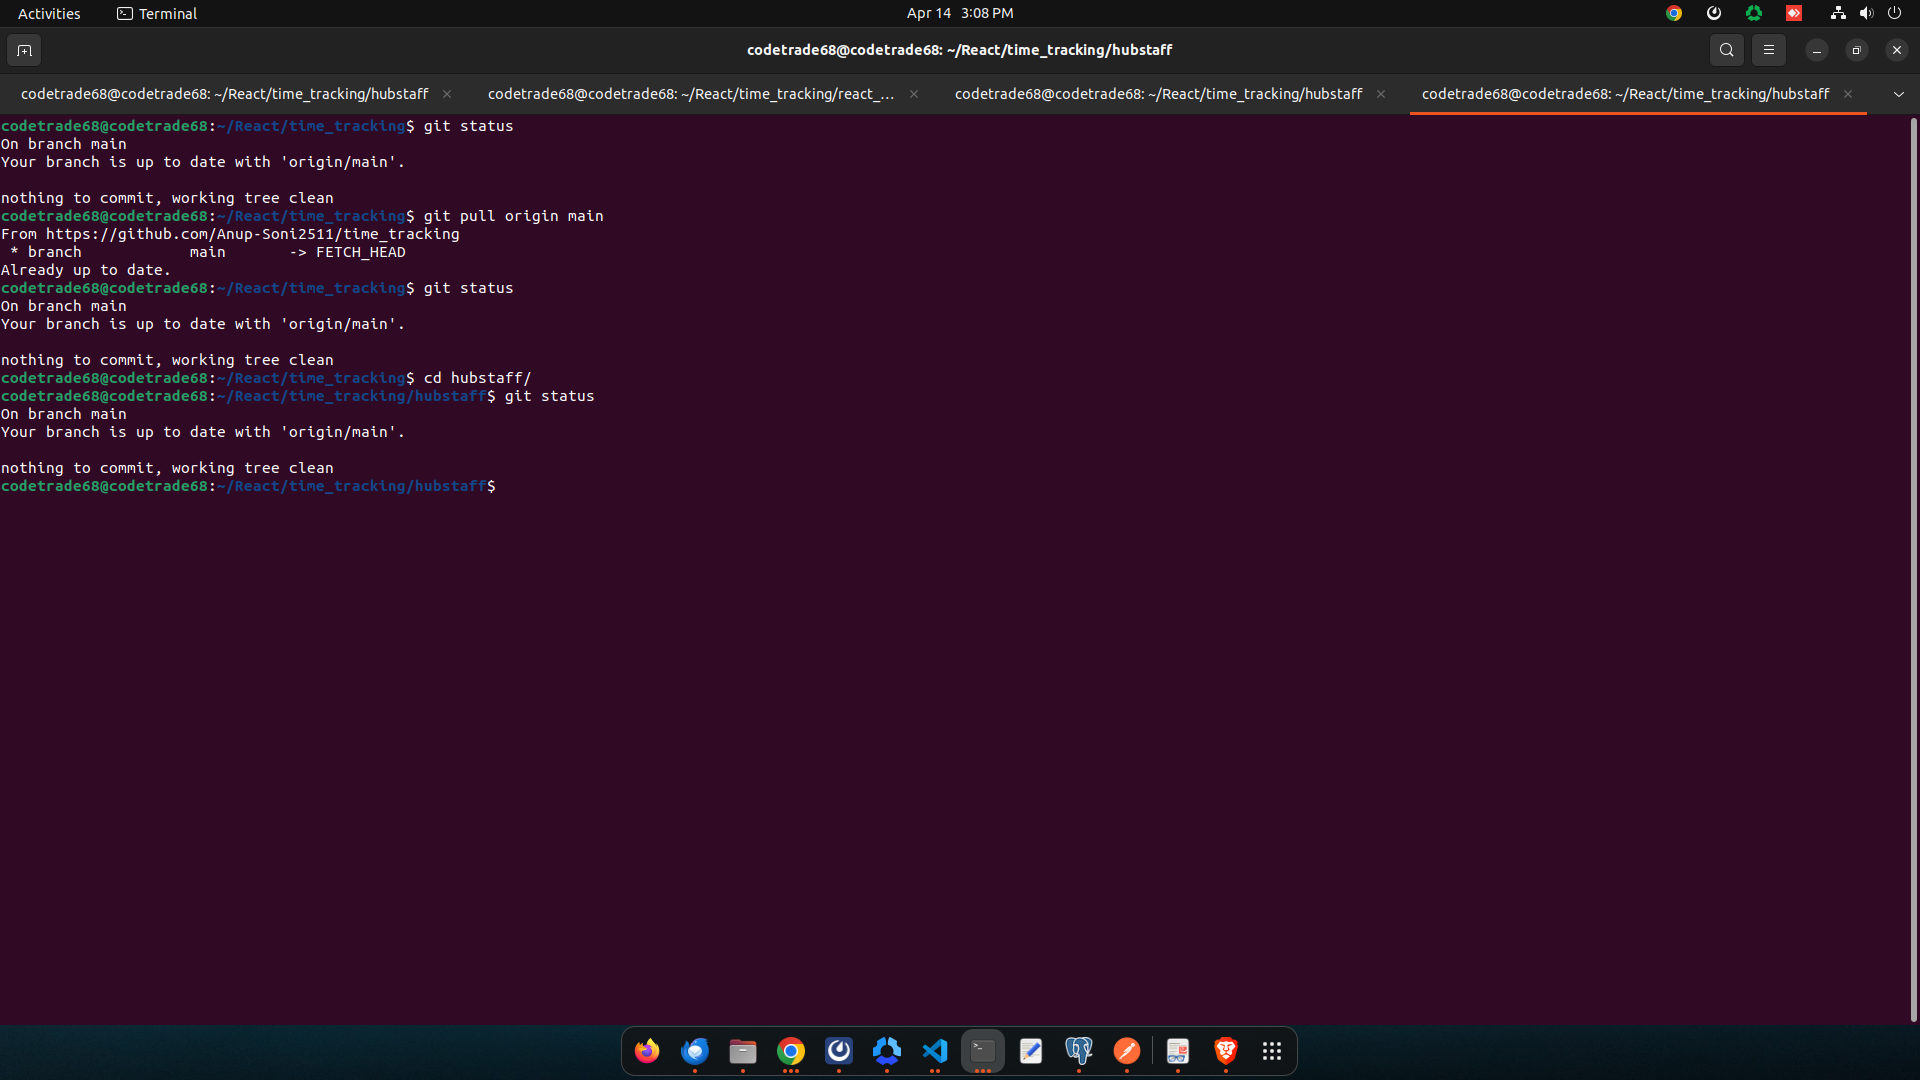 Activities
Terminal
Apr 14 3:08 PM
codetrade68@codetrade68: ~/React/time_tracking/hubstaff
codetrade68@codetrade68: ~/React/time_tracking/hubstaff
codetrade68@codetrade68: ~/React/time_tracking/react_...
codetrade68@codetrade68: ~/React/time_tracking/hubstaff
codetrade68@codetrade68: ~/React/time_tracking/hubstaff
codetrade68@codetrade68:~/React/time_tracking$ git status
On branch main
Your branch is up to date with 'origin/main'.
nothing to commit, working tree clean
codetrade68@codetrade68:~/React/time_tracking$ git pull origin main
From https://github.com/Anup-Soni2511/time_tracking
 * branch            main       -> FETCH_HEAD
Already up to date.
codetrade68@codetrade68:~/React/time_tracking$ git status
On branch main
Your branch is up to date with 'origin/main'.
nothing to commit, working tree clean
codetrade68@codetrade68:~/React/time_tracking$ cd hubstaff/
codetrade68@codetrade68:~/React/time_tracking/hubstaff$ git status
On branch main
Your branch is up to date with 'origin/main'.
nothing to commit, working tree clean
codetrade68@codetrade68:~/React/time_tracking/hubstaff$